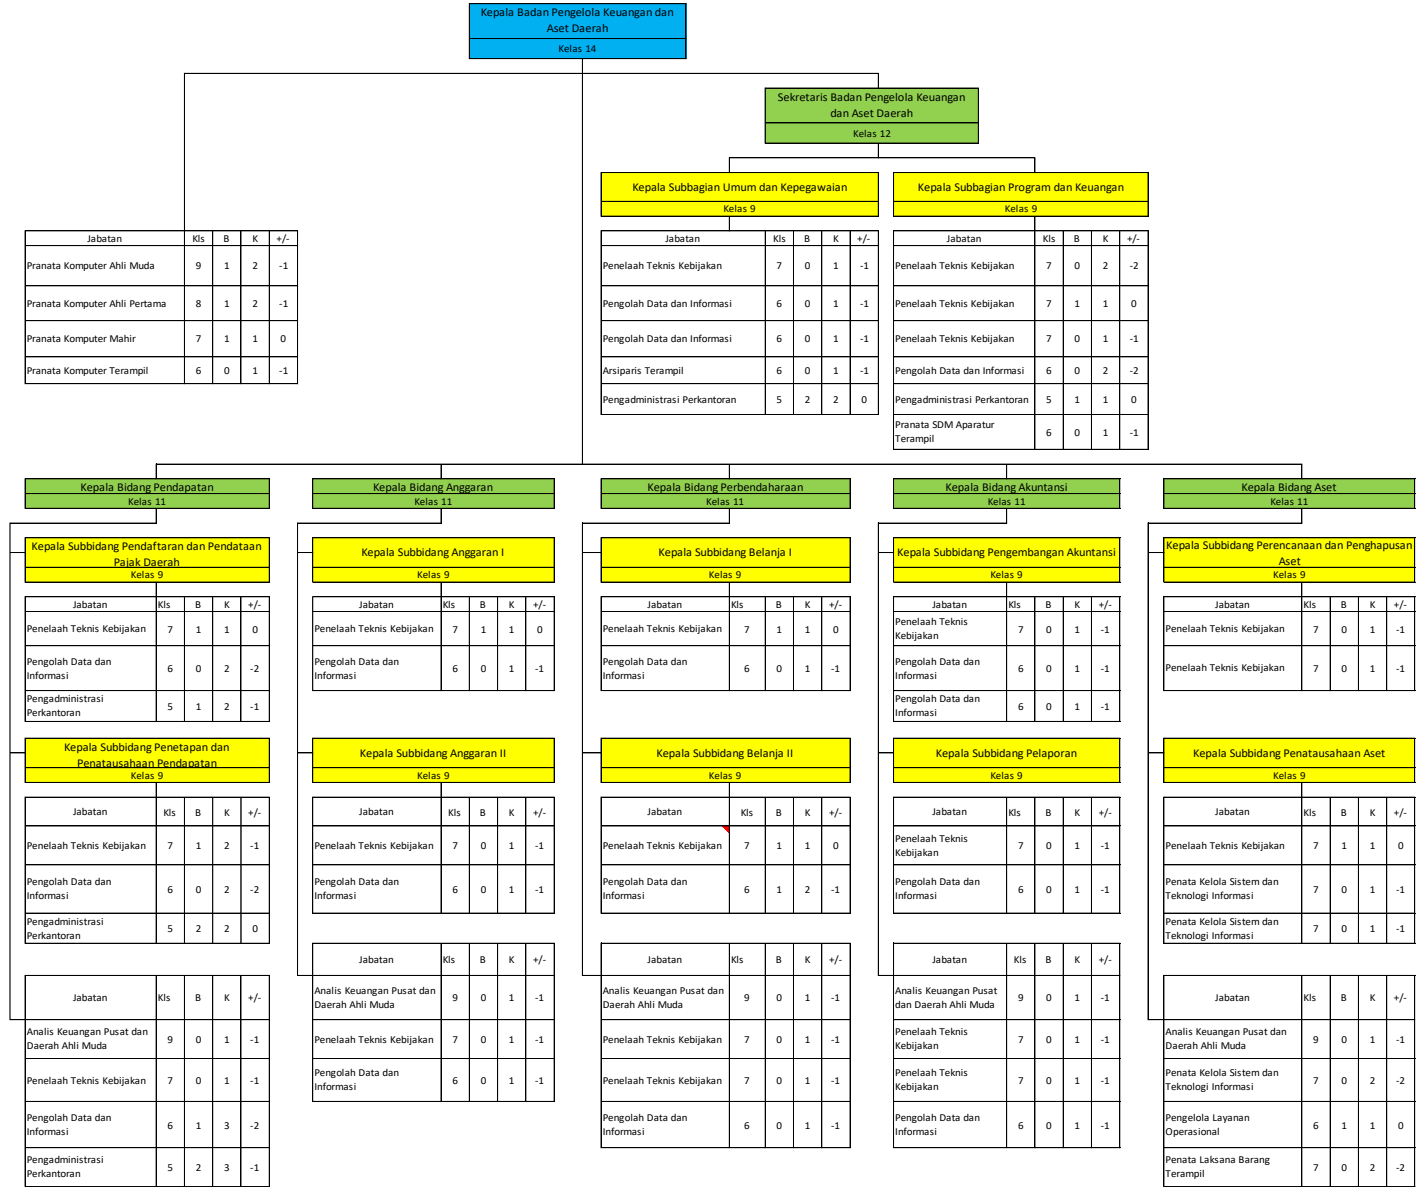 Kepala Badan Pengelola Keuangan dan
Aset Daerah
Kelas 14
Sekretaris Badan Pengelola Keuangan
dan Aset Daerah
Kelas 12
Kepala Subbagian Umum dan Kepegawaian
Kelas 9
Kepala Subbagian Program dan Keuangan
Kelas 9
Jabatan Kls B K +/-
Pranata Komputer Ahli Muda 9 1 2 -1
Pranata Komputer Ahli Pertama 8 1 2 -1
Pranata Komputer Mahir 7 1 1 0
Pranata Komputer Terampil 6 0 1 -1
Jabatan Kls B K +/-
Penelaah Teknis Kebijakan 7 0 1 -1
Pengolah Data dan Informasi 6 0 1 -1
Pengolah Data dan Informasi 6 0 1 -1
Arsiparis Terampil 6 0 1 -1
Pengadministrasi Perkantoran 5 2 2 0
Jabatan Kls B K +/-
Penelaah Teknis Kebijakan 7 0 2 -2
Penelaah Teknis Kebijakan 7 1 1 0
Penelaah Teknis Kebijakan 7 0 1 -1
Pengolah Data dan Informasi 6 0 2 -2
Pengadministrasi Perkantoran 5 1 1 0
Pranata SDM Aparatur
Terampil 6 0 1 -1
Kepala Bidang Pendapatan
Kelas 11
Kepala Subbidang Pendaftaran dan Pendataan
Pajak Daerah
Kelas 9
Jabatan Kls B K +/-
Penelaah Teknis Kebijakan 7 1 1 0
Pengolah Data dan
Informasi 6 0 2 -2
Pengadministrasi
Perkantoran 5 1 2 -1
Kepala Subbidang Penetapan dan
Penatausahaan Pendapatan
Kelas 9
Jabatan Kls B K +/-
Penelaah Teknis Kebijakan 7 1 2 -1
Pengolah Data dan
Informasi 6 0 2 -2
Pengadministrasi
Perkantoran 5 2 2 0
Jabatan Kls B K +/-
Analis Keuangan Pusat dan
Daerah Ahli Muda 9 0 1 -1
Penelaah Teknis Kebijakan 7 0 1 -1
Pengolah Data dan
Informasi 6 1 3 -2
Pengadministrasi
Perkantoran 5 2 3 -1
Kepala Bidang Anggaran
Kelas 11
Kepala Subbidang Anggaran I
Kelas 9
Jabatan Kls B K +/-
Penelaah Teknis Kebijakan 7 1 1 0
Pengolah Data dan
Informasi 6 0 1 -1
Kepala Subbidang Anggaran II
Kelas 9
Jabatan Kls B K +/-
Penelaah Teknis Kebijakan 7 0 1 -1
Pengolah Data dan
Informasi 6 0 1 -1
Jabatan Kls B K +/-
Analis Keuangan Pusat dan
Daerah Ahli Muda 9 0 1 -1
Penelaah Teknis Kebijakan 7 0 1 -1
Pengolah Data dan
Informasi 6 0 1 -1
Kepala Bidang Perbendaharaan
Kelas 11
Kepala Subbidang Belanja I
Kelas 9
Jabatan Kls B K +/-
Penelaah Teknis Kebijakan 7 1 1 0
Pengolah Data dan
Informasi 6 0 1 -1
Kepala Subbidang Belanja II
Kelas 9
Jabatan Kls B K +/-
Penelaah Teknis Kebijakan 7 1 1 0
Pengolah Data dan
Informasi 6 1 2 -1
Jabatan Kls B K +/-
Analis Keuangan Pusat dan
Daerah Ahli Muda 9 0 1 -1
Penelaah Teknis Kebijakan 7 0 1 -1
Penelaah Teknis Kebijakan 7 0 1 -1
Pengolah Data dan
Informasi 6 0 1 -1
Kepala Bidang Akuntansi
Kelas 11
Kepala Subbidang Pengembangan Akuntansi
Kelas 9
Jabatan Kls B K +/-
Penelaah Teknis
Kebijakan 7 0 1 -1
Pengolah Data dan
Informasi 6 0 1 -1
Pengolah Data dan
Informasi 6 0 1 -1
Kepala Subbidang Pelaporan
Kelas 9
Jabatan Kls B K +/-
Penelaah Teknis
Kebijakan 7 0 1 -1
Pengolah Data dan
Informasi 6 0 1 -1
Jabatan Kls B K +/-
Analis Keuangan Pusat
dan Daerah Ahli Muda 9 0 1 -1
Penelaah Teknis
Kebijakan 7 0 1 -1
Penelaah Teknis
Kebijakan 7 0 1 -1
Pengolah Data dan
Informasi 6 0 1 -1
Kepala Bidang Aset
Kelas 11
Kepala Subbidang Perencanaan dan Penghapusan
Aset
Kelas 9
Jabatan Kls B K +/-
Penelaah Teknis Kebijakan 7 0 1 -1
Penelaah Teknis Kebijakan 7 0 1 -1
Kepala Subbidang Penatausahaan Aset
Kelas 9
Jabatan Kls B K +/-
Penelaah Teknis Kebijakan 7 1 1 0
Penata Kelola Sistem dan
Teknologi Informasi 7 0 1 -1
Penata Kelola Sistem dan
Teknologi Informasi 7 0 1 -1
Jabatan Kls B K +/-
Analis Keuangan Pusat dan
Daerah Ahli Muda 9 0 1 -1
Penata Kelola Sistem dan
Teknologi Informasi 7 0 2 -2
Pengelola Layanan
Operasional 6 1 1 0
Penata Laksana Barang
Terampil 7 0 2 -2